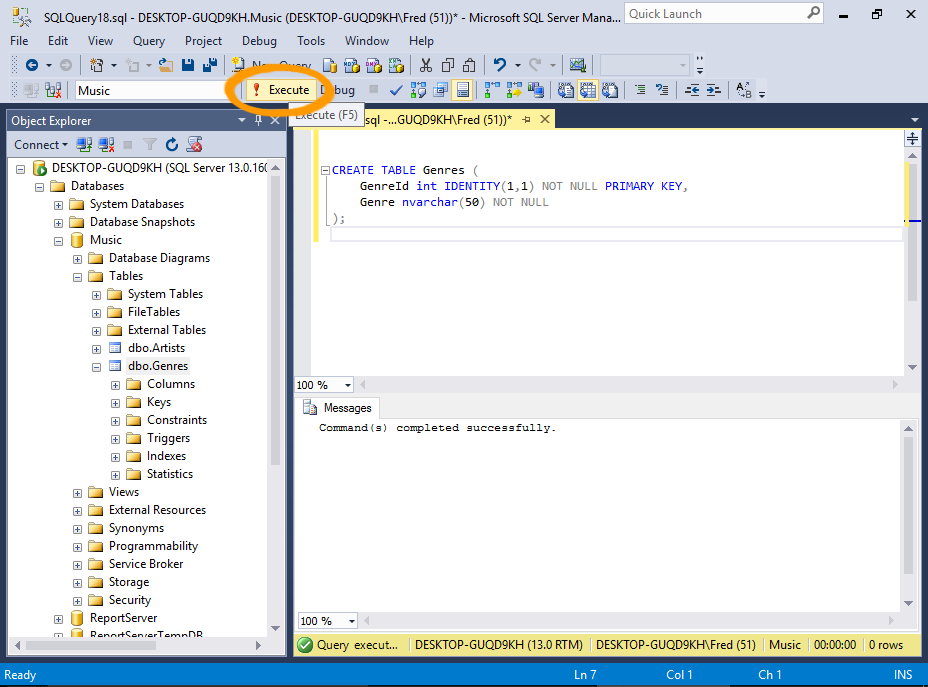 SQLQuery18.sql - DESKTOP-GUQD9KH.Music (DESKTOP-GUQD9KH\Fred (51))* - Microsoft SQL Server Mana...
Quick Launch
File Edit View Query Project Debug Tools Window Help
New Query
Music
Execute
Debug
Execute (F5)
Object Explorer
sql -...GUQD9KH\Fred (51))*
Connect
DESKTOP-GUQD9KH (SQL Server 13.0.160
Databases
System Databases
Database Snapshots
Music
Database Diagrams
Tables
System Tables
FileTables
External Tables
dbo.Artists
dbo.Genres
Columns
Keys
Constraints
Triggers
Indexes
Statistics
Views
External Resources
Synonyms
Programmability
Service Broker
Storage
Security
ReportServer
ReportServerTempDB
CREATE TABLE Genres (
GenreId int IDENTITY(1,1) NOT NULL PRIMARY KEY,
Genre nvarchar(50) NOT NULL
);
100 %
Messages
Command(s) completed successfully.
100 %
Query execut... DESKTOP-GUQD9KH (13.0 RTM) DESKTOP-GUQD9KH\Fred (51) Music 00:00:00 0 rows
Ready Ln 7 Col 1 Ch 1 INS